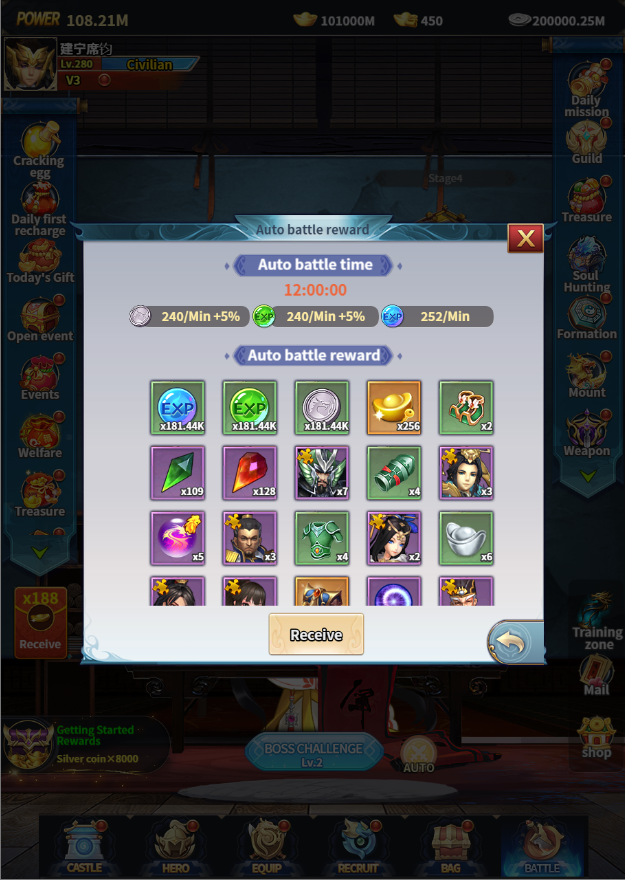 POWER 108.21M
101000M
450
200000.25M
建宁席钧
Lv.280
Civilian
V3
Daily
mission
Cracking
egg
Guild
Stage4
Daily first
recharge
Treasure
Auto battle reward
Today's Gift
Auto battle time
Soul
Hunting
12:00:00
240/Min +5%
EXP
240/Min +5%
EXP
252/Min
Open event
Formation
Auto battle reward
Events
Mount
EXP
x181.44K
EXP
x181.44K
x181.44K
x256
x2
Welfare
Weapon
x109
x128
x7
x4
x3
Treasure
x5
x3
x4
x2
x6
x188
Receive
Receive
Training
zone
Mail
Getting Started
Rewards
Silver coin×8000
BOSS CHALLENGE
Lv.2
AUTO
shop
CASTLE
HERO
EQUIP
RECRUIT
BAG
BATTLE